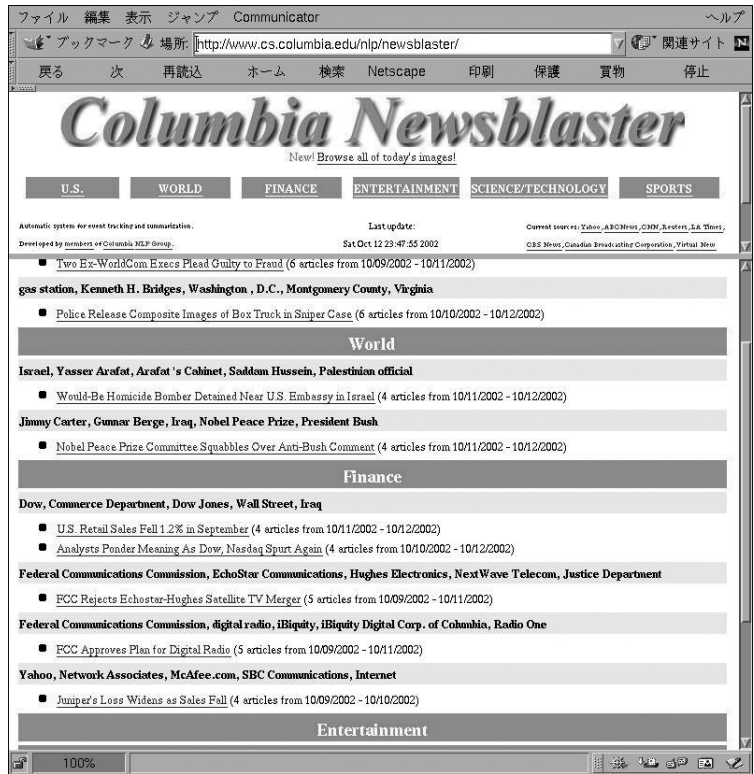 ファイル 編集 表示 ジャンプ Communicator ヘルプ
ブックマーク 場所: http://www.cs.columbia.edu/nlp/newsblaster/ 関連サイト N
戻る 次 再読込 ホーム 検索 Netscape 印刷 保護 買物 停止
Columbia Newsblaster
New! Browse all of today's images!
U.S. WORLD FINANCE ENTERTAINMENT SCIENCE/TECHNOLOGY SPORTS
Automatic system for event tracking and summarization. Last update: Current sources: Yahoo, ABCNews, CNN, Reuters, LA Times,
Developed by members of Columbia NLP Group. Sat Oct 12 23:47:55 2002 CBS News, Canadian Broadcasting Corporation, Virtual New
Two Ex-WorldCom Execs Plead Guilty to Fraud (6 articles from 10/09/2002 - 10/11/2002)
gas station, Kenneth H. Bridges, Washington , D.C., Montgomery County, Virginia
Police Release Composite Images of Box Truck in Sniper Case (6 articles from 10/10/2002 - 10/12/2002)
World
Israel, Yasser Arafat, Arafat 's Cabinet, Saddam Hussein, Palestinian official
Would-Be Homicide Bomber Detained Near U.S. Embassy in Israel (4 articles from 10/11/2002 - 10/12/2002)
Jimmy Carter, Gunnar Berge, Iraq, Nobel Peace Prize, President Bush
Nobel Peace Prize Committee Squabbles Over Anti-Bush Comment (4 articles from 10/11/2002 - 10/12/2002)
Finance
Dow, Commerce Department, Dow Jones, Wall Street, Iraq
U.S. Retail Sales Fell 1.2% in September (4 articles from 10/11/2002 - 10/12/2002)
Analysts Ponder Meaning As Dow, Nasdaq Spurt Again (4 articles from 10/10/2002 - 10/12/2002)
Federal Communications Commission, EchoStar Communications, Hughes Electronics, NextWave Telecom, Justice Department
FCC Rejects Echostar-Hughes Satellite TV Merger (5 articles from 10/09/2002 - 10/11/2002)
Federal Communications Commission, digital radio, iBiquity, iBiquity Digital Corp. of Columbia, Radio One
FCC Approves Plan for Digital Radio (5 articles from 10/09/2002 - 10/11/2002)
Yahoo, Network Associates, McAfee.com, SBC Communications, Internet
Juniper's Loss Widens as Sales Fall (4 articles from 10/09/2002 - 10/10/2002)
Entertainment
100%